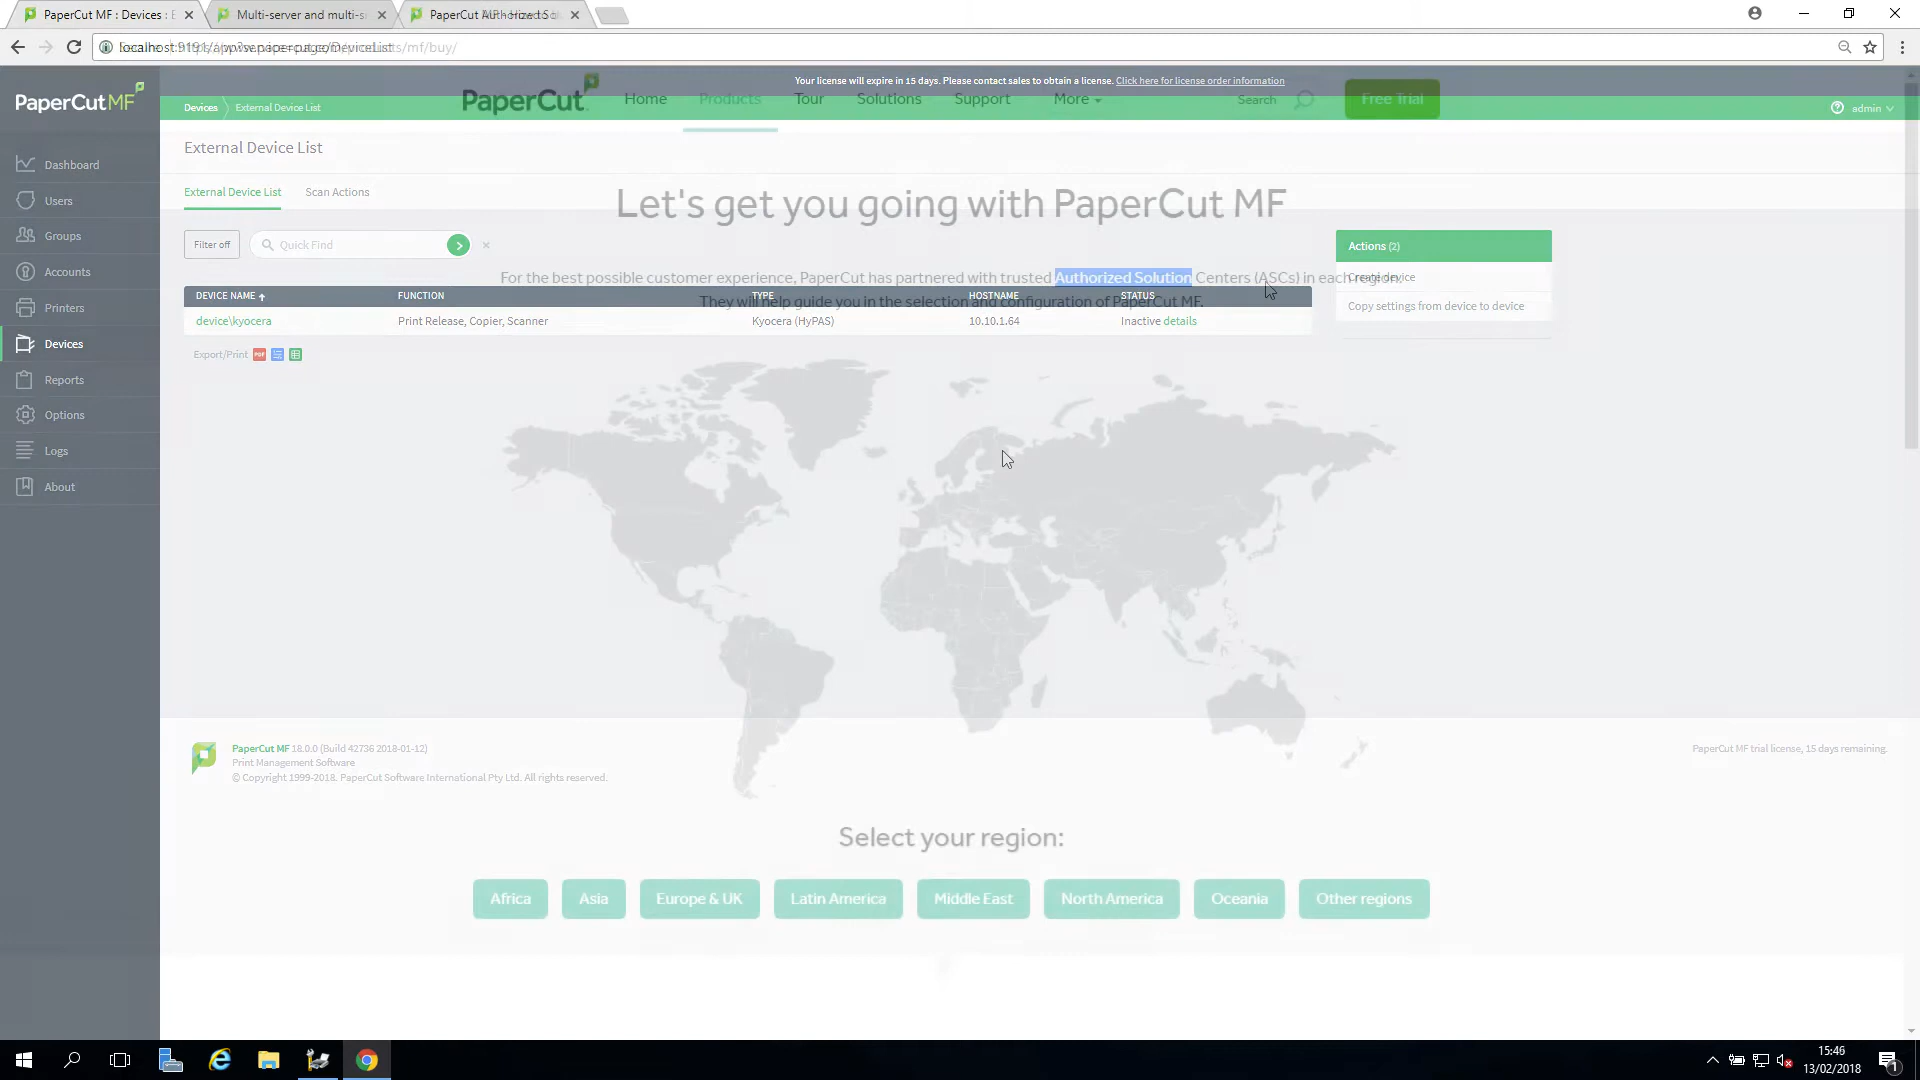 PaperCut MF : Devices : E
Multi-server and multi-s
PaperCut Authorized S
Your license will expire in 15 days. Please contact sales to obtain a license. Click here for license order information
PaperCut MF
PaperCut
Home
Products
Tour
Solutions
Support
More
Search
Free Trial
Devices
External Device List
admin
External Device List
Dashboard
Users
Groups
Accounts
Printers
Devices
Reports
Options
Logs
About
External Device List
Scan Actions
Let's get you going with PaperCut MF
Filter off
Quick Find
Actions (2)
For the best possible customer experience, PaperCut has partnered with trusted Authorized Solution Centers (ASCs) in each region.
Create device
They will help guide you in the selection and configuration of PaperCut MF.
Copy settings from device to device
DEVICE NAME
FUNCTION
TYPE
HOSTNAME
STATUS
device\kyocera
Print Release, Copier, Scanner
Kyocera (HyPAS)
10.10.1.64
Inactive details
Export/Print
PDF
PaperCut MF 18.0.0 (Build 42736 2018-01-12)
Print Management Software
© Copyright 1999-2018. PaperCut Software International Pty Ltd. All rights reserved.
PaperCut MF trial license, 15 days remaining.
Select your region:
Africa
Asia
Europe & UK
Latin America
Middle East
North America
Oceania
Other regions
15:46
13/02/2018
1